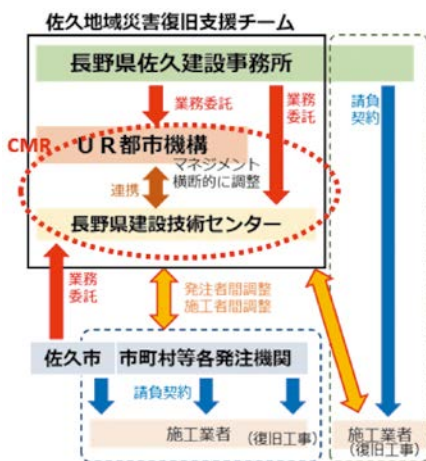 佐久地域災害復旧支援チーム
長野県佐久建設事務所
業務委託
業務
委託
請負
契約
CMR
UR都市機構
マネジメント
横断的に調整
連携
長野県建設技術センター
業務
委託
発注者間調整
施工者間調整
佐久市
市町村等各発注機関
請負契約
施工業者
(復旧工事)
施工業者
(復旧工事)